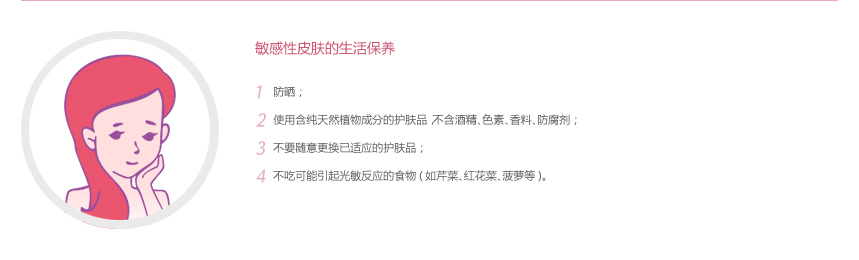 敏感性皮肤的生活保养
1 防晒；
2 使用含纯天然植物成分的护肤品 ,不含酒精、色素、香料、防腐剂；
3 不要随意更换已适应的护肤品；
4 不吃可能引起光敏反应的食物 ( 如芹菜、红花菜、菠萝等 )。